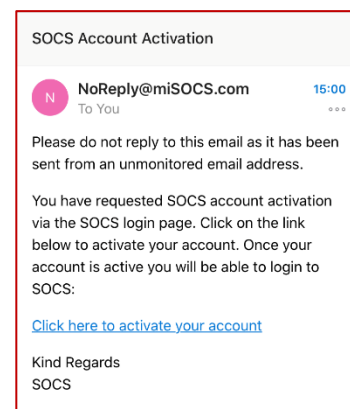 SOCS Account Activation
N
NoReply@miSOCS.com 15:00
To You
Please do not reply to this email as it has been
sent from an unmonitored email address.
You have requested SOCS account activation
via the SOCS login page. Click on the link
below to activate your account. Once your
account is active you will be able to login to
SOCS:
Click here to activate your account
Kind Regards
SOCS